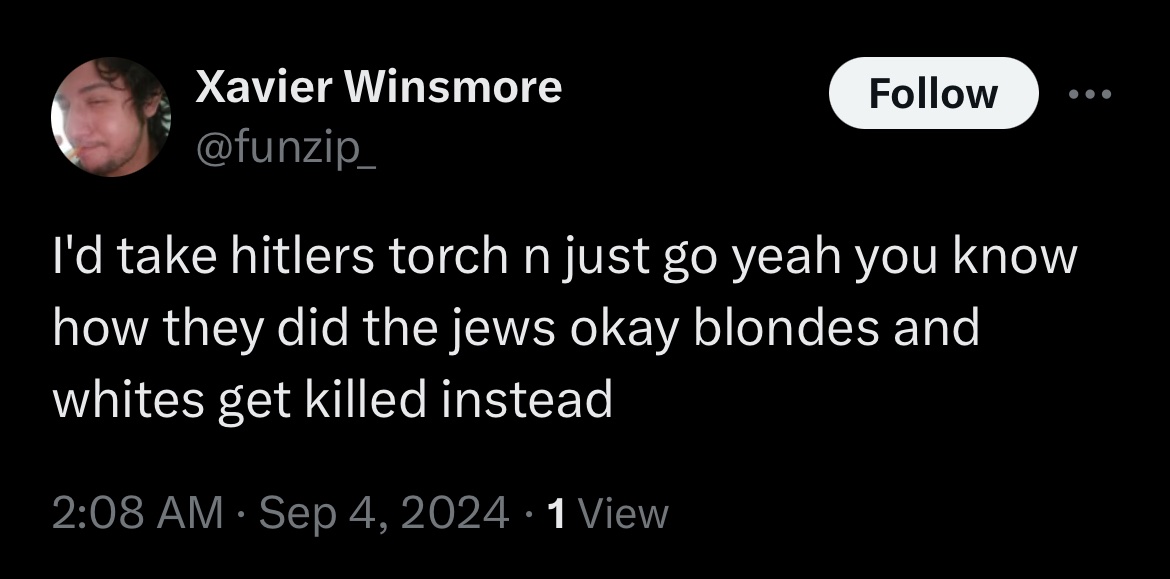 Xavier Winsmore
Follow
@funzip_
I'd take hitlers torch n just go yeah you know
how they did the jews okay blondes and
whites get killed instead
2:08 AM · Sep 4, 2024 · 1 View